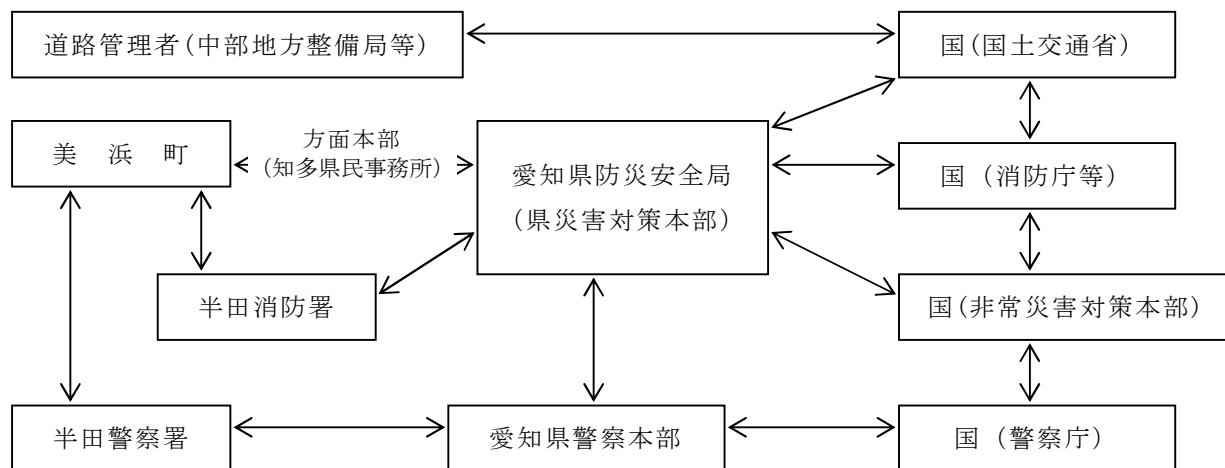 道路管理者(中部地方整備局等)
国(国土交通省)
美　浜　町
方面本部
(知多県民事務所)
愛知県防災安全局
(県災害対策本部)
国（消防庁等）
半田消防署
国(非常災害対策本部)
半田警察署
愛知県警察本部
国（警察庁）